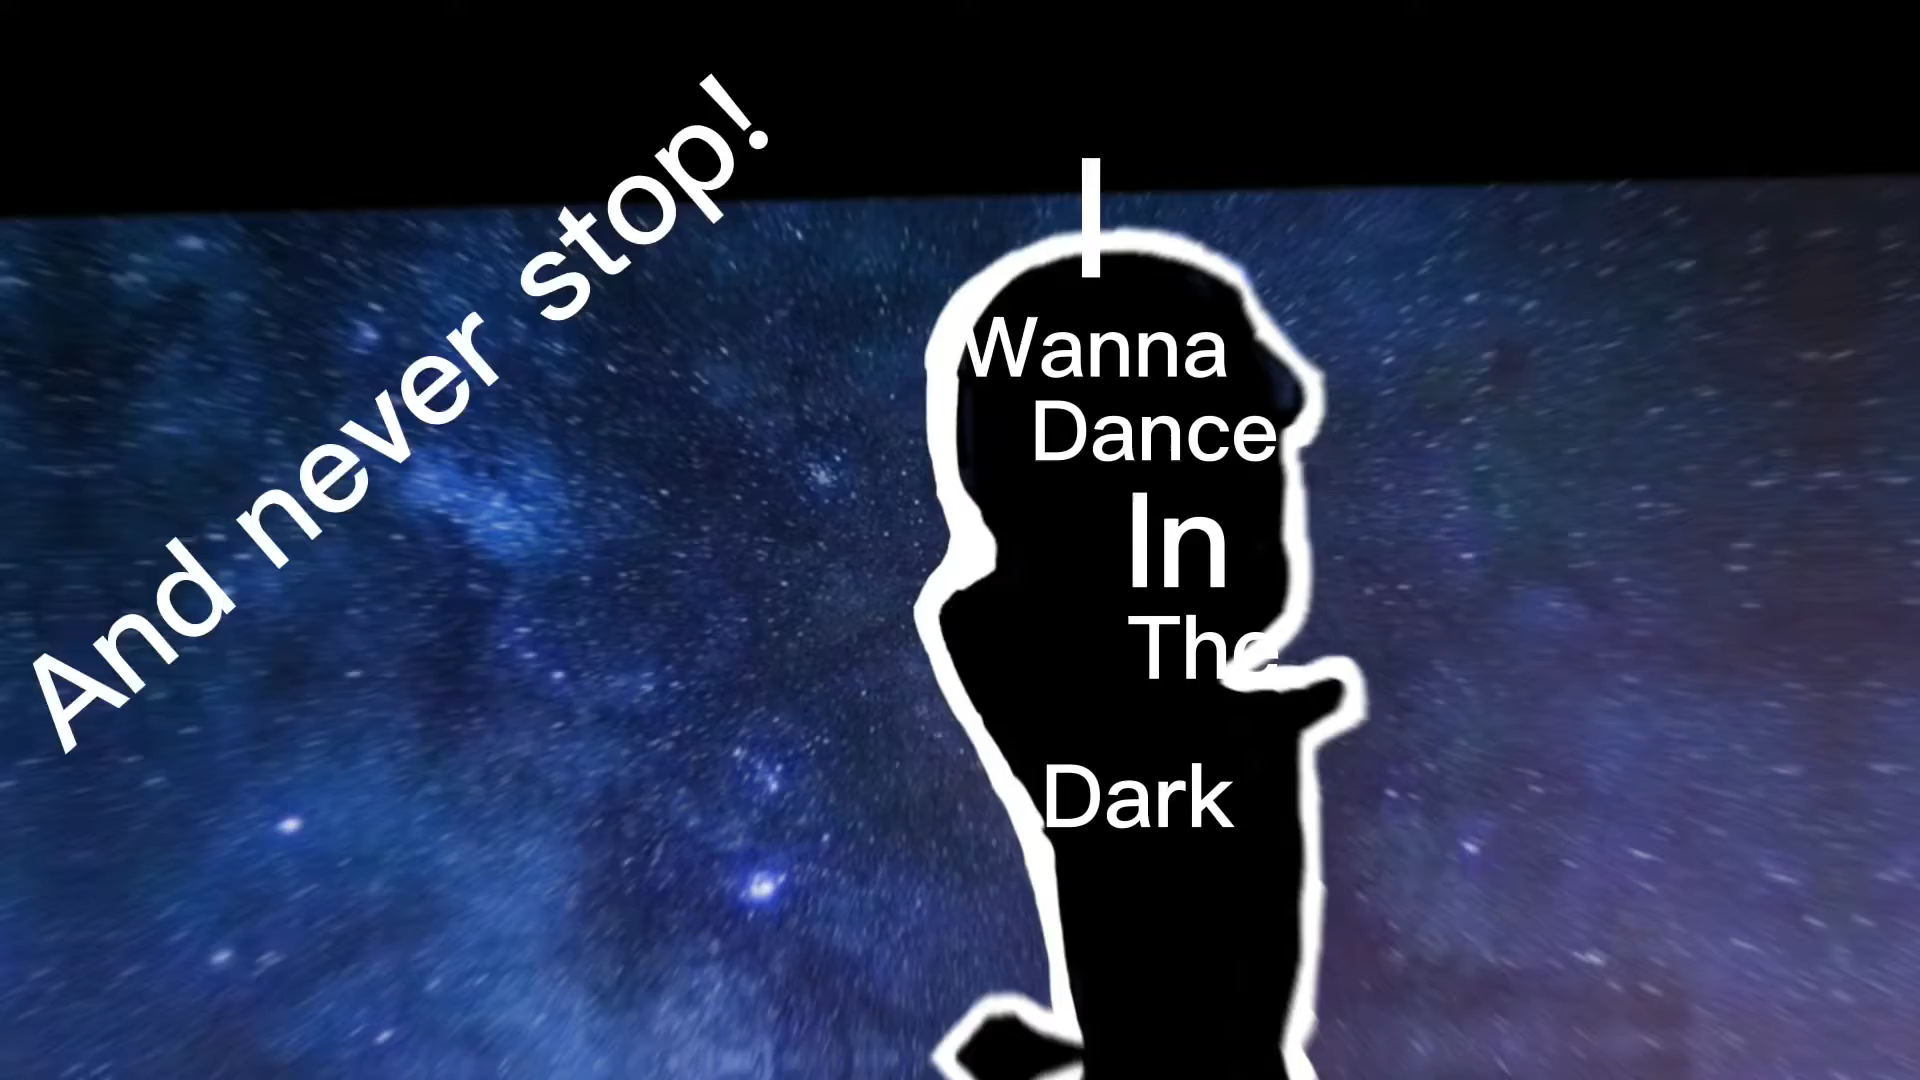 I
Wanna
Dance
In
The
Dark
And never stop!